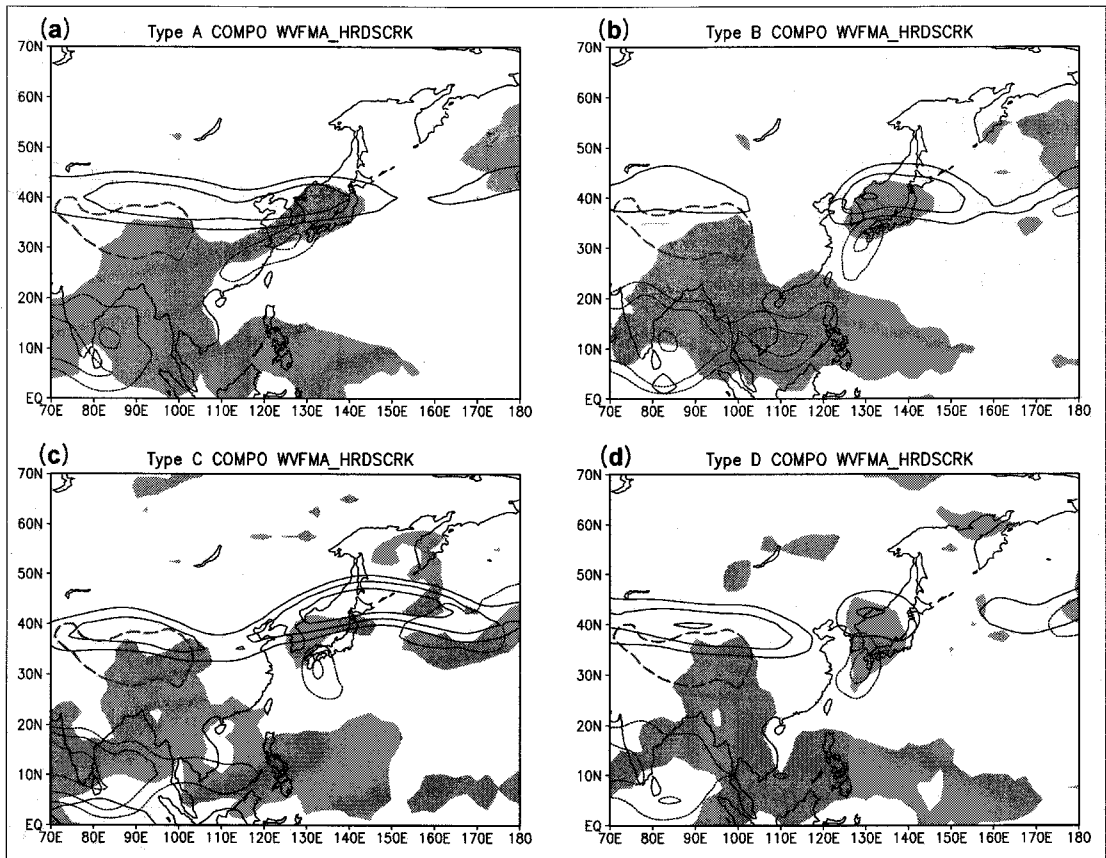 (a)
Type A COMPO WVFMA_HRDSCRK
70N
60N
50N
40N
30N
20N
10N
EQ
70E 80E 90E 100E 110E 120E 130E 140E 150E 160E 170E 180
(b)
Type B COMPO WVFMA_HRDSCRK
70N
60N
50N
40N
30N
20N
10N
EQ
70E 80E 90E 100E 110E 120E 130E 140E 150E 160E 170E 180
(c)
Type C COMPO WVFMA_HRDSCRK
70N
60N
50N
40N
30N
20N
10N
EQ
70E 80E 90E 100E 110E 120E 130E 140E 150E 160E 170E 180
(d)
Type D COMPO WVFMA_HRDSCRK
70N
60N
50N
40N
30N
20N
10N
EQ
70E 80E 90E 100E 110E 120E 130E 140E 150E 160E 170E 180